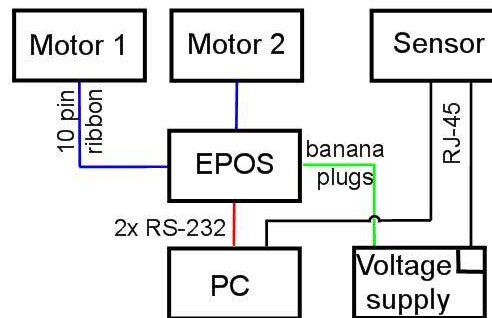 Motor 1
Motor 2
Sensor
10 pin
ribbon
RJ-45
EPOS
banana
plugs
2x RS-232
PC
Voltage
supply